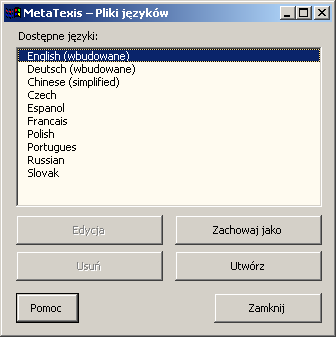 MetaTexis – Pliki języków
Dostępne języki:
English (wbudowane)
Deutsch (wbudowane)
Chinese (simplified)
Czech
Espanol
Francais
Polish
Portugues
Russian
Slovak
Edycja
Zachowaj jako
Usuń
Utwórz
Pomoc
Zamknij